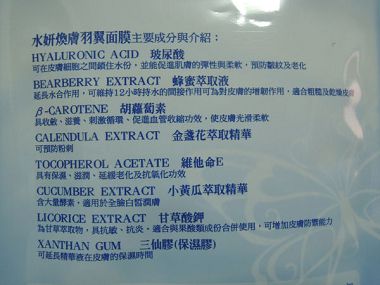 水妍煥膚羽翼面膜主要成分與介紹：
HYALURONIC ACID 玻尿酸
可在皮膚細胞之間鎖住水份，並能促進肌膚的彈性與柔軟，預防皺紋及老化
BEARBERRY EXTRACT 蜂蜜萃取液
延長水合作用，可維持12小時持水的間接作用可為對皮膚的增韌作用，適合粗糙及乾燥皮膚
β-CAROTENE 胡蘿蔔素
具收斂、滋養、刺激循環、促進血管收縮功效，使皮膚光滑柔軟
CALENDULA EXTRACT 金盞花萃取精華
可預防粉刺
TOCOPHEROL ACETATE 維他命E
具有保濕、滋潤、延緩老化及抗氧化功效
CUCUMBER EXTRACT 小黃瓜萃取精華
含大量酵素，適用於全臉白皙潤膚
LICORICE EXTRACT 甘草酸鉀
為甘草萃取物，具抗敏、抗炎，適合與果酸類成份合併使用，可增加皮膚防禦能力
XANTHAN GUM 三仙膠(保濕膠)
可延長精華液在皮膚的保濕時間